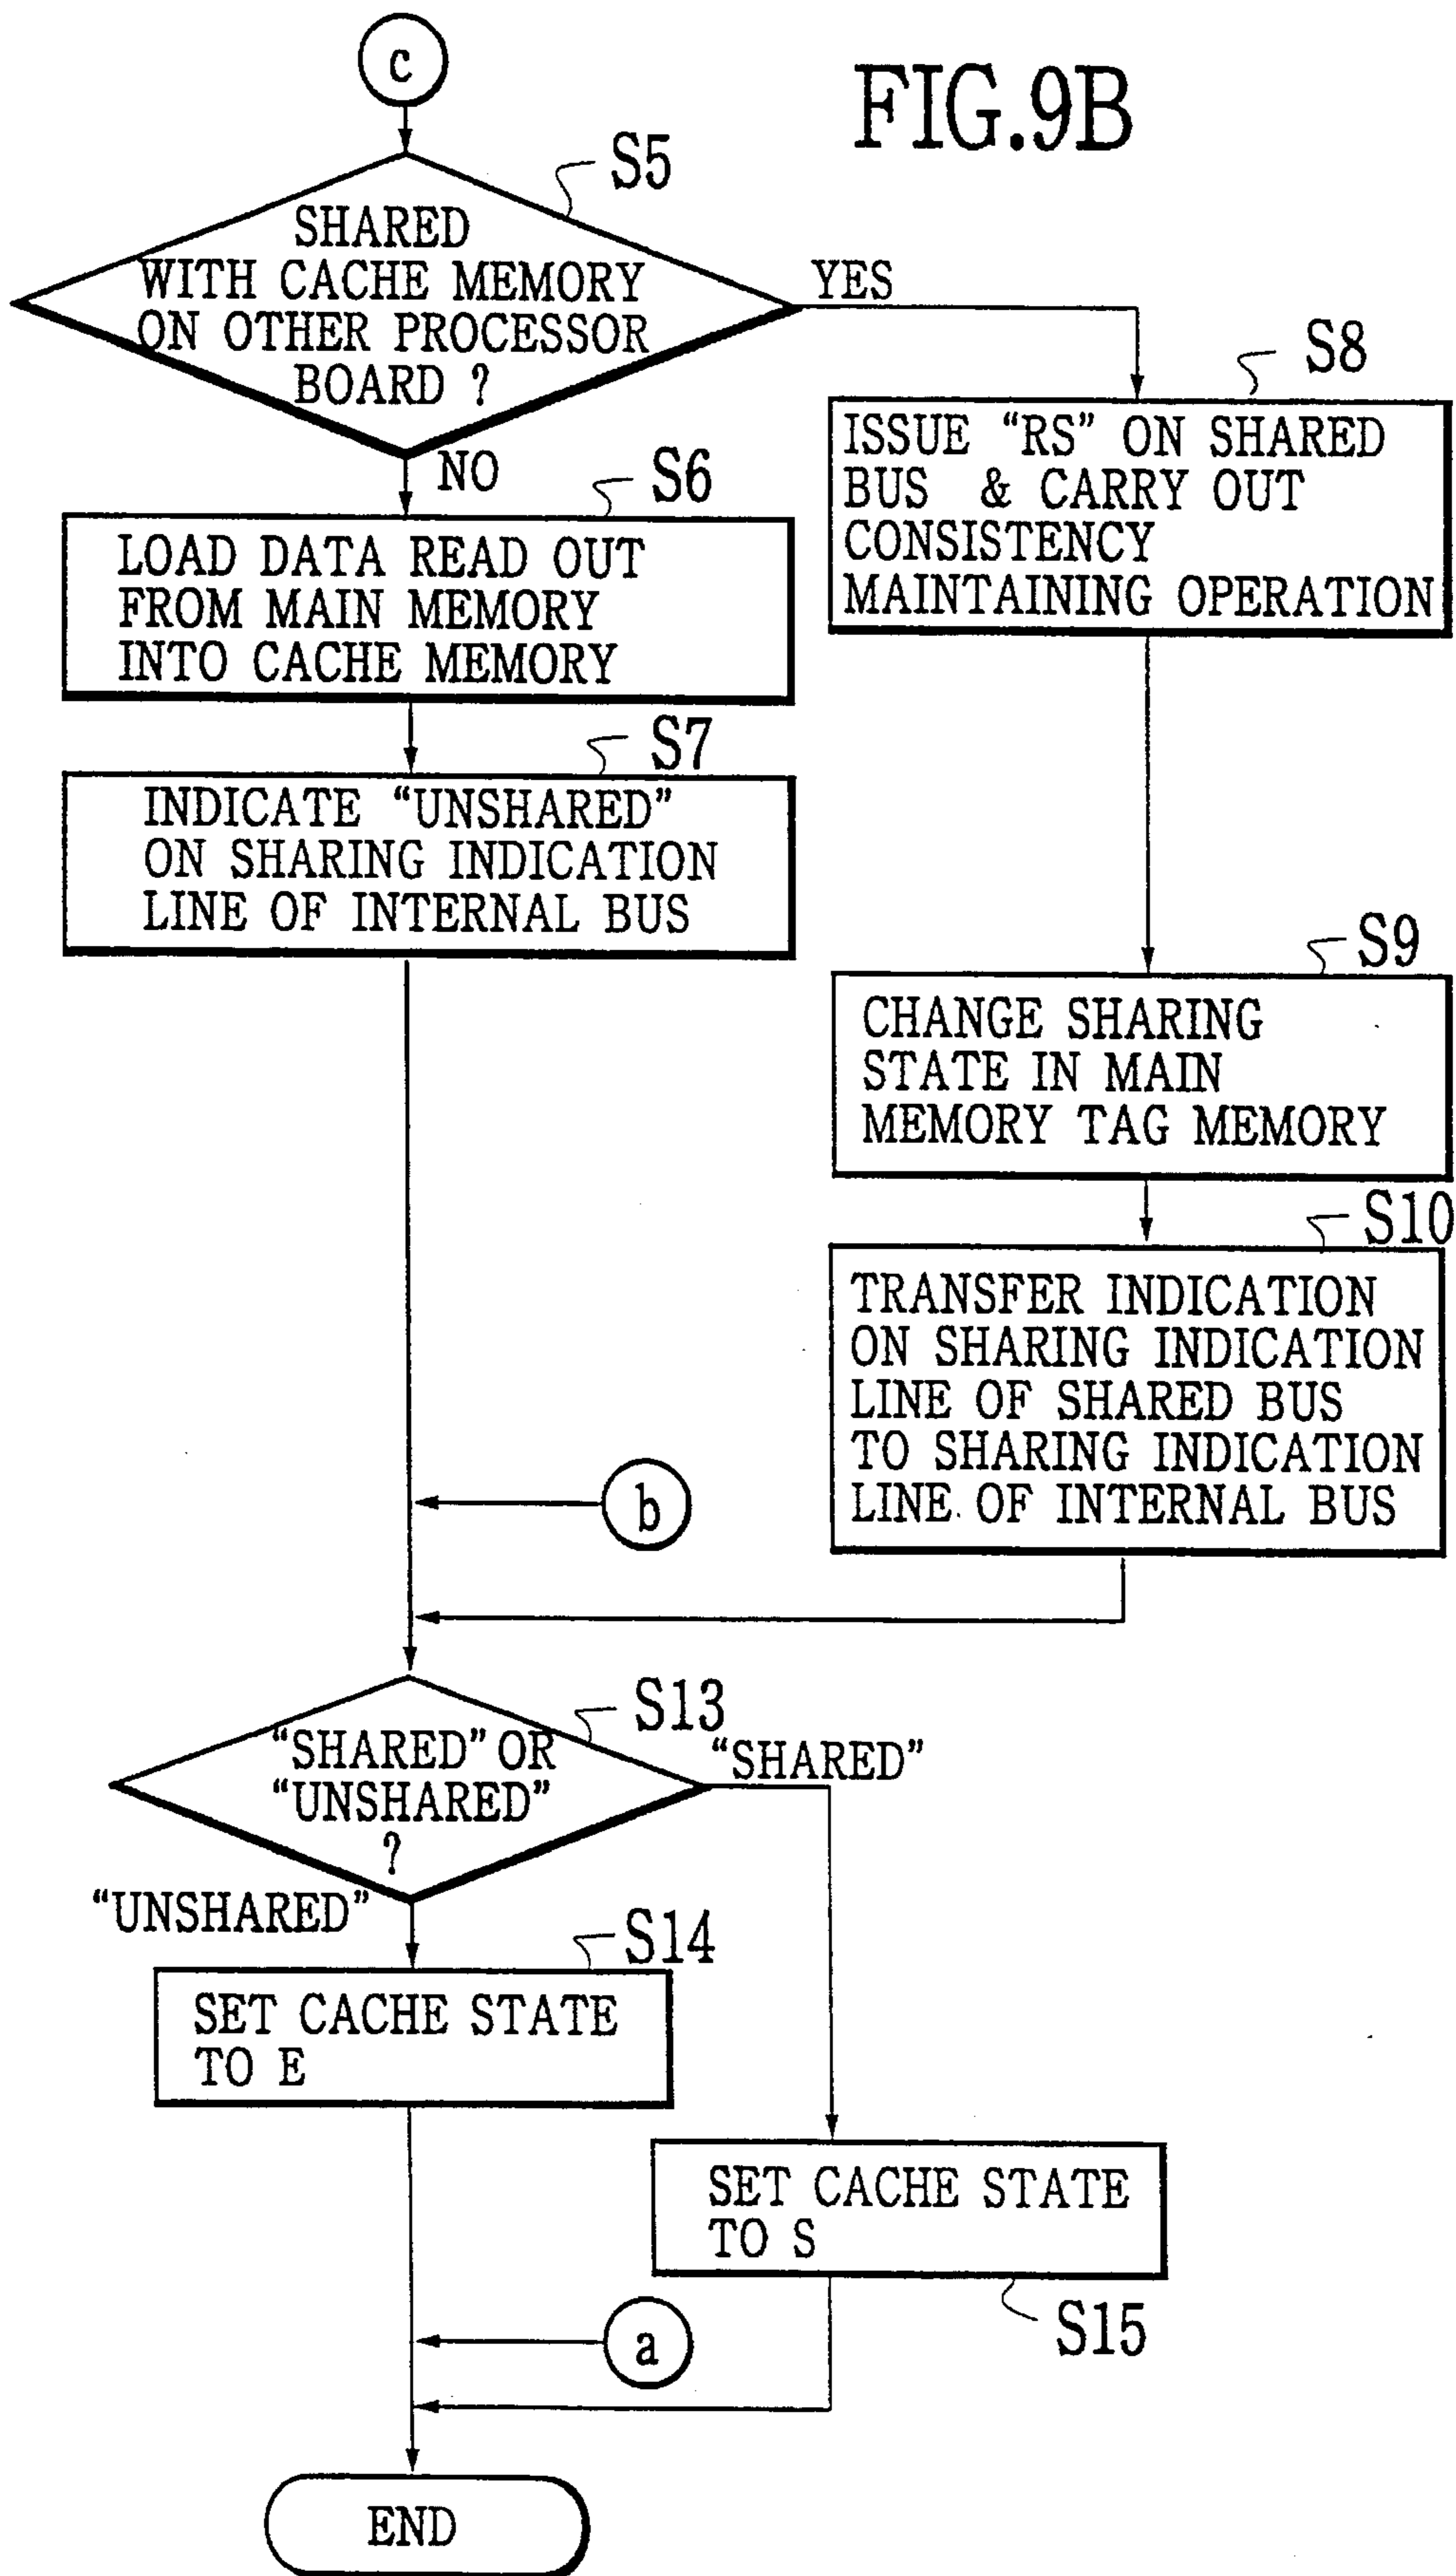 c
FIG.9B
S5
SHARED
WITH CACHE MEMORY
ON OTHER PROCESSOR
BOARD ?
YES
NO
S8
ISSUE “RS” ON SHARED
BUS & CARRY OUT
CONSISTENCY
MAINTAINING OPERATION
S6
LOAD DATA READ OUT
FROM MAIN MEMORY
INTO CACHE MEMORY
S7
INDICATE “UNSHARED”
ON SHARING INDICATION
LINE OF INTERNAL BUS
S9
CHANGE SHARING
STATE IN MAIN
MEMORY TAG MEMORY
S10
TRANSFER INDICATION
ON SHARING INDICATION
LINE OF SHARED BUS
TO SHARING INDICATION
LINE OF INTERNAL BUS
b
S13
“SHARED” OR
“UNSHARED”
?
“SHARED”
“UNSHARED”
S14
SET CACHE STATE
TO E
SET CACHE STATE
TO S
S15
a
END